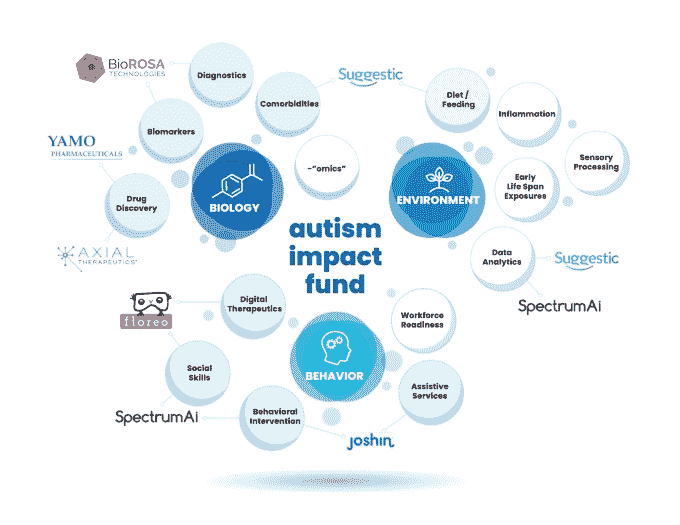 BioROSA
TECHNOLOGIES
Diagnostics
Comorbidities
Suggestic
Diet /
Feeding
Inflammation
Biomarkers
YAMO
PHARMACEUTICALS
-"omics"
Sensory
Processing
Drug
Discovery
BIOLOGY
ENVIRONMENT
Early
Life Span
Exposures
autism
impact
fund
AXIAL
THERAPEUTICS
Data
Analytics
Suggestic
SpectrumAi
floreo
Digital
Therapeutics
Workforce
Readiness
Social
Skills
BEHAVIOR
Assistive
Services
SpectrumAi
Behavioral
Intervention
joshin